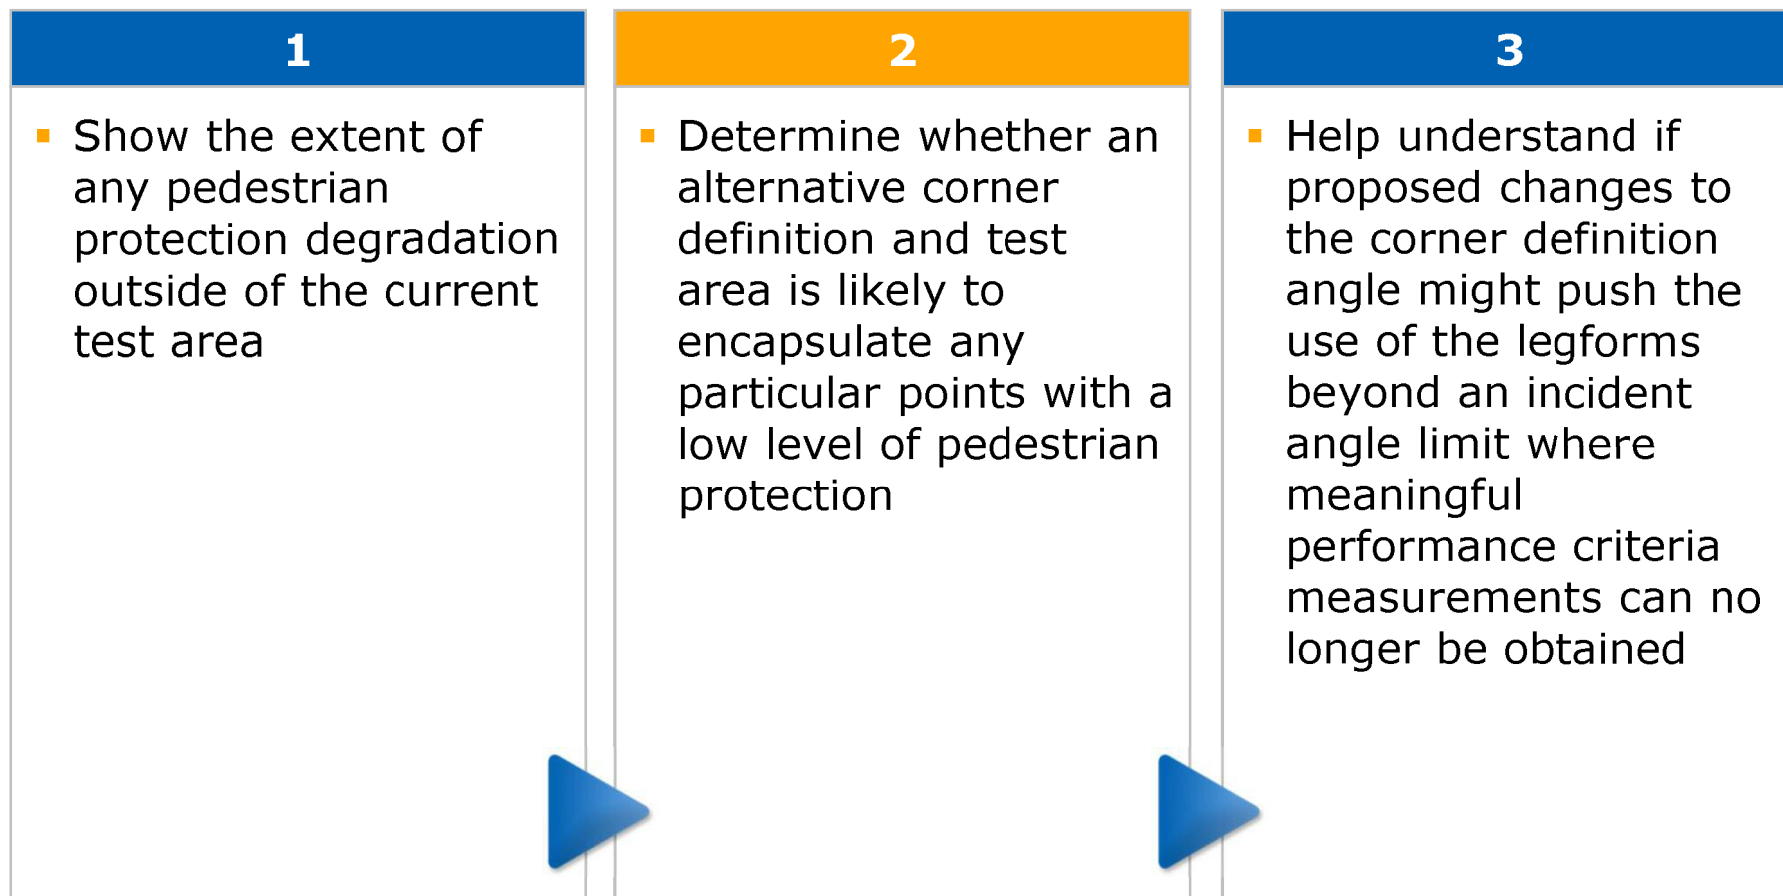 1
Show the extent of
any pedestrian
protection degradation
outside of the current
test area
2
Determine whether an
alternative corner
definition and test
area is likely to
encapsulate any
particular points with a
low level of pedestrian
protection
3
Help understand if
proposed changes to
the corner definition
angle might push the
use of the legforms
beyond an incident
angle limit where
meaningful
performance criteria
measurements can no
longer be obtained